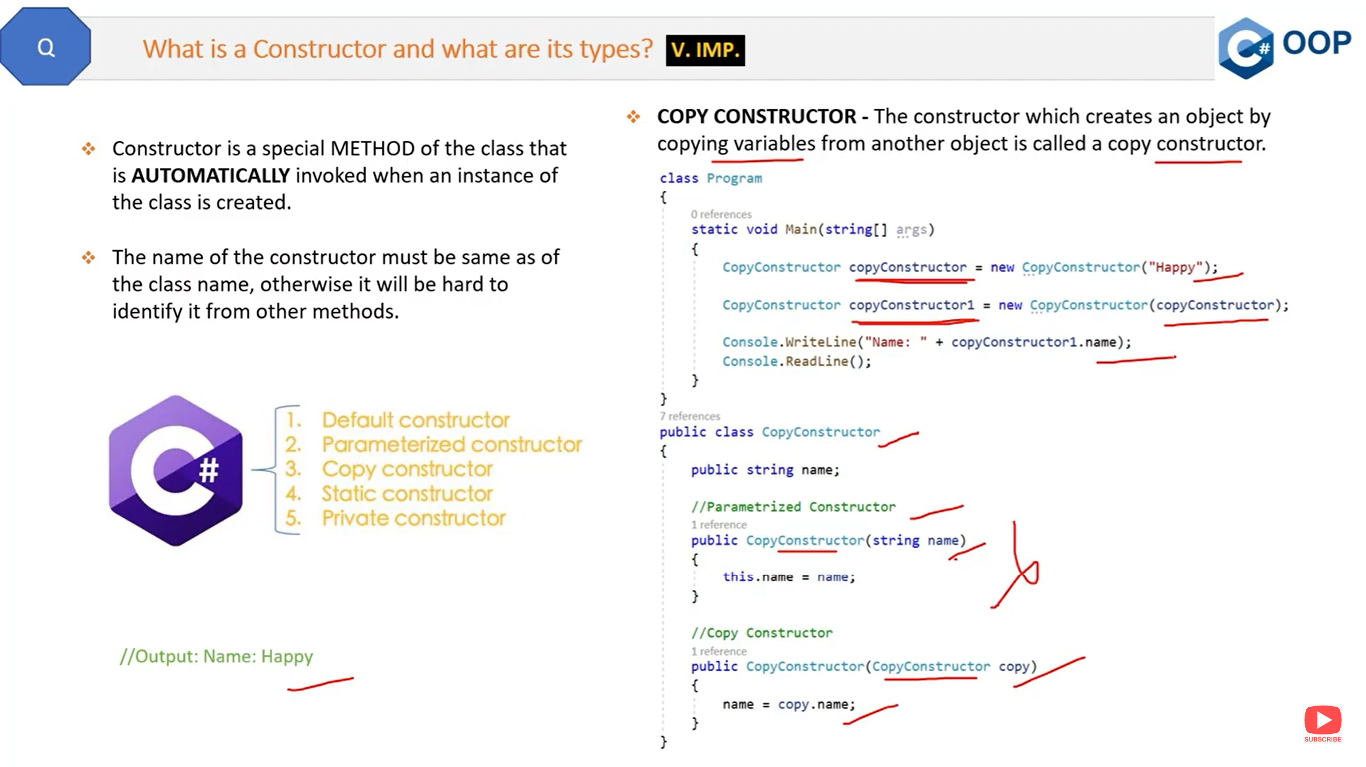 Q
What is a Constructor and what are its types? V. IMP.
C# OOP
❖ Constructor is a special METHOD of the class that
is AUTOMATICALLY invoked when an instance of
the class is created.
❖ The name of the constructor must be same as of
the class name, otherwise it will be hard to
identify it from other methods.
C#
1. Default constructor
2. Parameterized constructor
3. Copy constructor
4. Static constructor
5. Private constructor
//Output: Name: Happy
❖ COPY CONSTRUCTOR - The constructor which creates an object by
copying variables from another object is called a copy constructor.
class Program
{
0 references
static void Main(string[] args)
{
CopyConstructor copyConstructor = new CopyConstructor("Happy");
CopyConstructor copyConstructor1 = new CopyConstructor(copyConstructor);
Console.WriteLine("Name: " + copyConstructor1.name);
Console.ReadLine();
}
}
7 references
public class CopyConstructor
{
public string name;
//Parametrized Constructor
1 reference
public CopyConstructor(string name)
{
this.name = name;
}
//Copy Constructor
1 reference
public CopyConstructor(CopyConstructor copy)
{
name = copy.name;
}
}
SUBSCRIBE